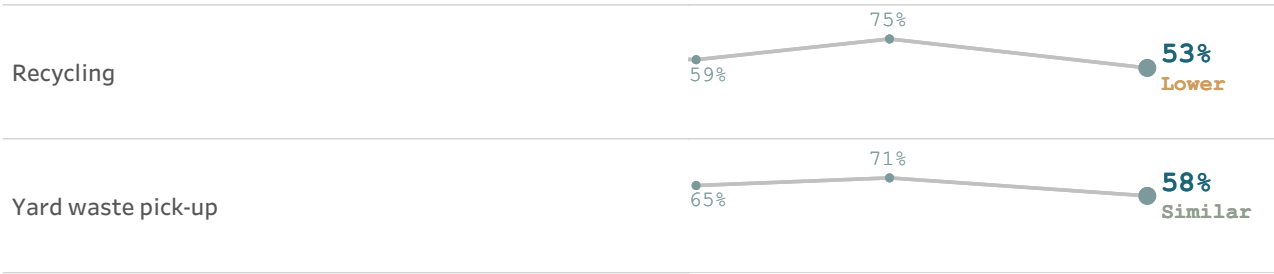 75%
53%
Recycling
59%
Lower
71%
58%
Yard waste pick-up
65%
Similar